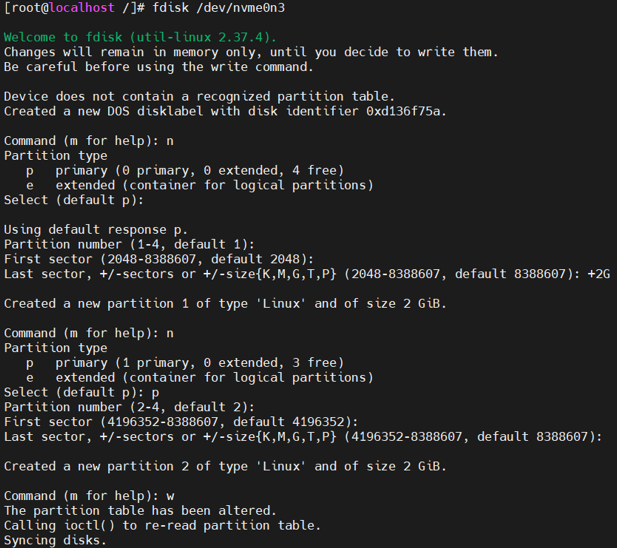 [root@localhost /]# fdisk /dev/nvme0n3
Welcome to fdisk (util-linux 2.37.4).
Changes will remain in memory only, until you decide to write them.
Be careful before using the write command.
Device does not contain a recognized partition table.
Created a new DOS disklabel with disk identifier 0xd136f75a.
Command (m for help): n
Partition type
   p   primary (0 primary, 0 extended, 4 free)
   e   extended (container for logical partitions)
Select (default p):
Using default response p.
Partition number (1-4, default 1):
First sector (2048-8388607, default 2048):
Last sector, +/-sectors or +/-size{K,M,G,T,P} (2048-8388607, default 8388607): +2G
Created a new partition 1 of type 'Linux' and of size 2 GiB.
Command (m for help): n
Partition type
   p   primary (1 primary, 0 extended, 3 free)
   e   extended (container for logical partitions)
Select (default p): p
Partition number (2-4, default 2):
First sector (4196352-8388607, default 4196352):
Last sector, +/-sectors or +/-size{K,M,G,T,P} (4196352-8388607, default 8388607):
Created a new partition 2 of type 'Linux' and of size 2 GiB.
Command (m for help): w
The partition table has been altered.
Calling ioctl() to re-read partition table.
Syncing disks.